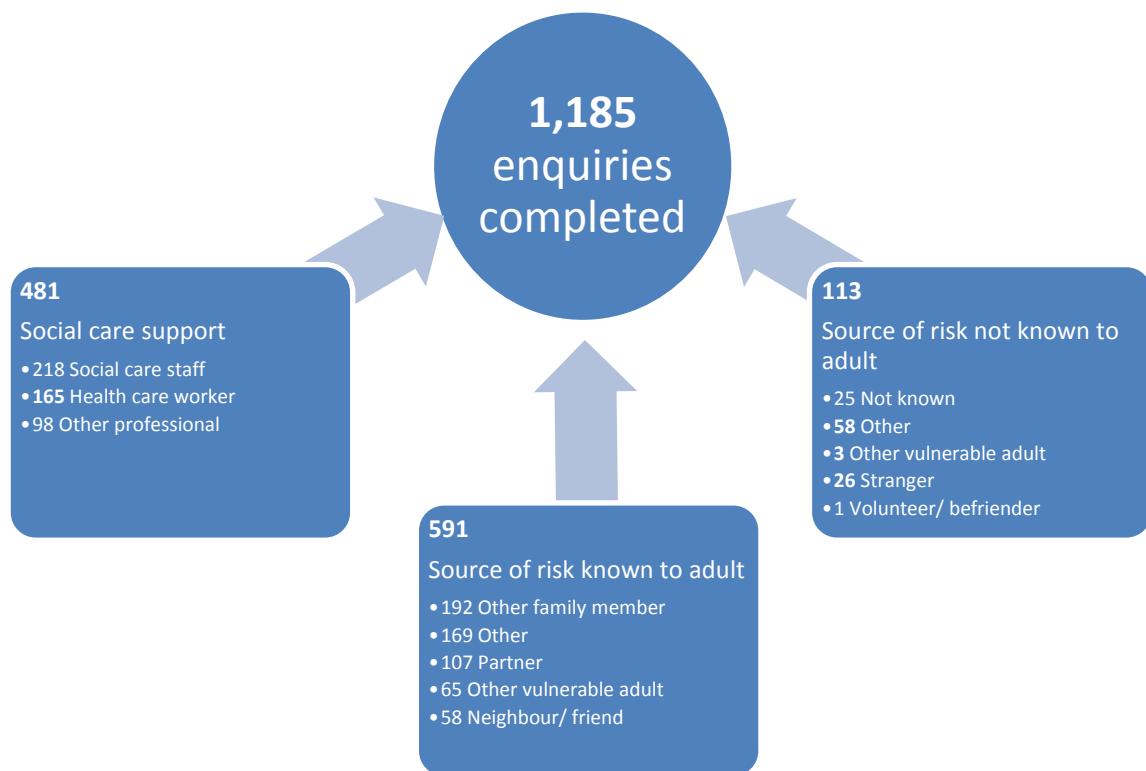 1,185
enquiries
completed
481
Social care support
•218 Social care staff
•165 Health care worker
•98 Other professional
113
Source of risk not known to
adult
•25 Not known
•58 Other
•3 Other vulnerable adult
•26 Stranger
•1 Volunteer/ befriender
591
Source of risk known to adult
•192 Other family member
•169 Other
•107 Partner
•65 Other vulnerable adult
•58 Neighbour/ friend